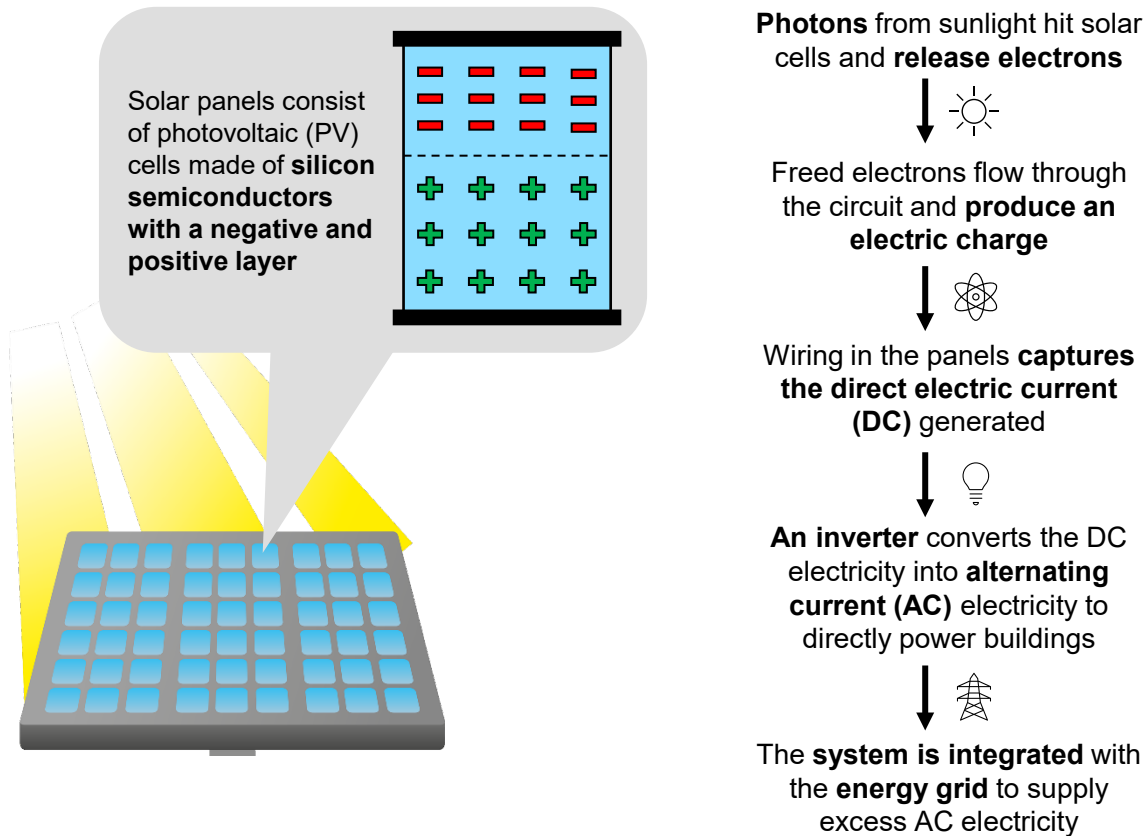 Solar panels consist
of photovoltaic (PV)
cells made of silicon
semiconductors
with a negative and
positive layer
Photons from sunlight hit solar
cells and release electrons
Freed electrons flow through
the circuit and produce an
electric charge
Wiring in the panels captures
the direct electric current
(DC) generated
An inverter converts the DC
electricity into alternating
current (AC) electricity to
directly power buildings
The system is integrated with
the energy grid to supply
excess AC electricity